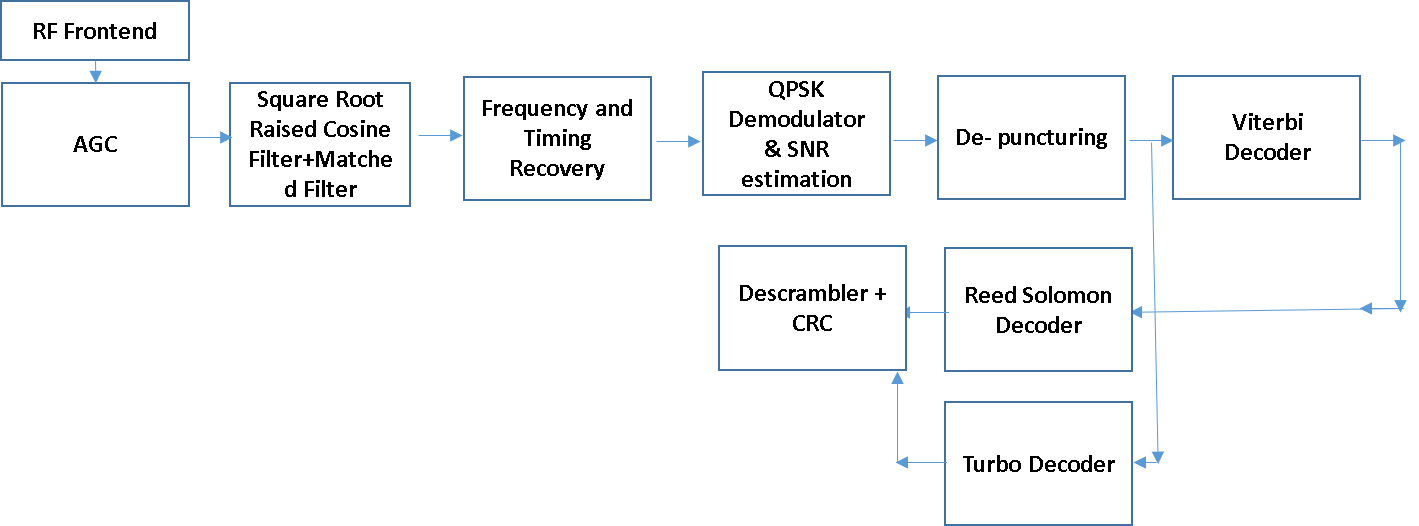 RF Frontend
AGC
Square Root
Raised Cosine
Filter+Matche
d Filter
Frequency and
Timing
Recovery
QPSK
Demodulator
& SNR
estimation
De- puncturing
Viterbi
Decoder
Descrambler +
CRC
Reed Solomon
Decoder
Turbo Decoder